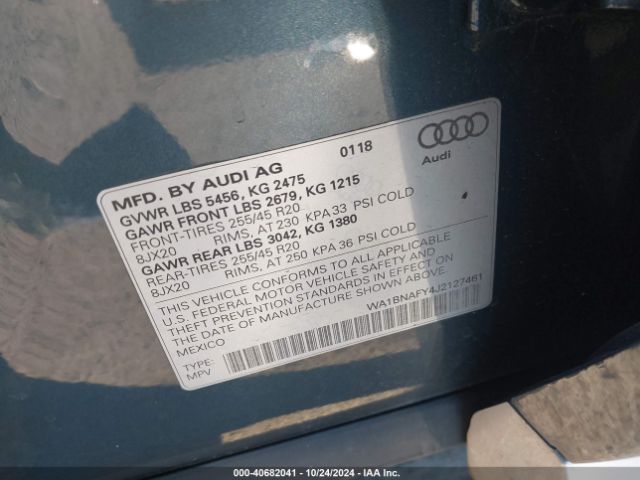 MFD. BY AUDI AG 0118
Audi
GVWR LBS 5456, KG 2475
GAWR FRONT LBS 2679, KG 1215
FRONT-TIRES 255/45 R20
8JX20 RIMS, AT 230 KPA 33 PSI COLD
GAWR REAR LBS 3042, KG 1380
REAR-TIRES 255/45 R20
8JX20 RIMS, AT 250 KPA 36 PSI COLD
THIS VEHICLE CONFORMS TO ALL APPLICABLE
U.S. FEDERAL MOTOR VEHICLE SAFETY AND
THEFT PREVENTION STANDARDS IN EFFECT ON
THE DATE OF MANUFACTURE SHOWN ABOVE.
MEXICO WA1BNAFY4J2127461
TYPE:
MPV
000-40682041 - 10/24/2024 - IAA Inc.